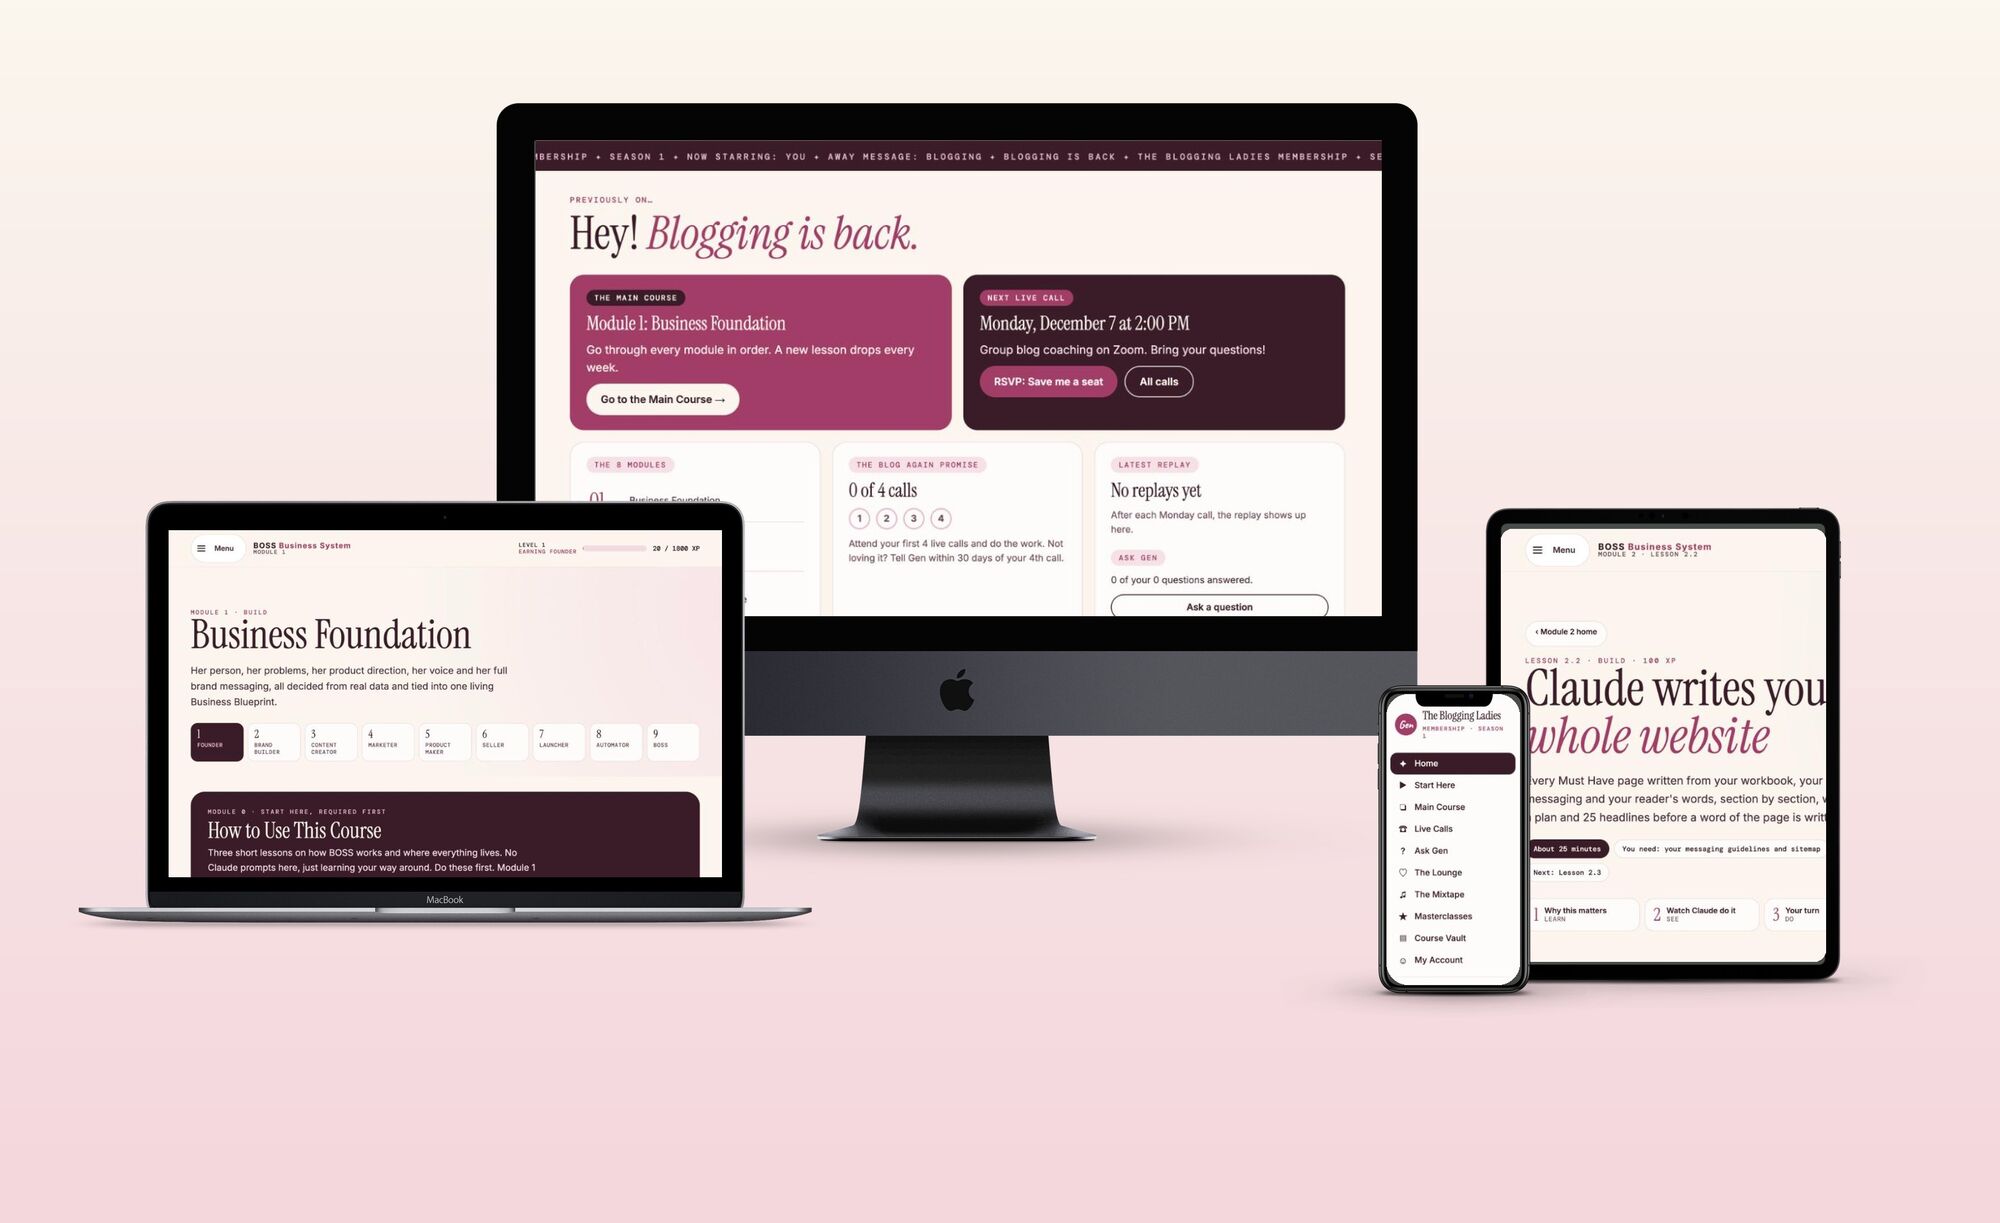 MBERSHIP ✦ SEASON 1 ✦ NOW STARRING: YOU ✦ AWAY MESSAGE: BLOGGING ✦ BLOGGING IS BACK ✦ THE BLOGGING LADIES MEMBERSHIP ✦ SE
PREVIOUSLY ON…
Hey! Blogging is back.
THE MAIN COURSE
Module 1: Business Foundation
Go through every module in order. A new lesson drops every
week.
Go to the Main Course →
NEXT LIVE CALL
Monday, December 7 at 2:00 PM
Group blog coaching on Zoom. Bring your questions!
RSVP: Save me a seat
All calls
THE 8 MODULES
01 Business Foundation
THE BLOG AGAIN PROMISE
0 of 4 calls
1 2 3 4
Attend your first 4 live calls and do the work. Not
loving it? Tell Gen within 30 days of your 4th call.
LATEST REPLAY
No replays yet
After each Monday call, the replay shows up
here.
ASK GEN
0 of your 0 questions answered.
Ask a question
Menu
BOSS Business System
MODULE 1
LEVEL 1
EARNING FOUNDER
20 / 1800 XP
MODULE 1 · BUILD
Business Foundation
Her person, her problems, her product direction, her voice and her full
brand messaging, all decided from real data and tied into one living
Business Blueprint.
1 FOUNDER
2 BRAND BUILDER
3 CONTENT CREATOR
4 MARKETER
5 PRODUCT MAKER
6 SELLER
7 LAUNCHER
8 AUTOMATOR
9 BOSS
MODULE 0 · START HERE, REQUIRED FIRST
How to Use This Course
Three short lessons on how BOSS works and where everything lives. No
Claude prompts here, just learning your way around. Do these first. Module 1
MacBook
Gen
The Blogging Ladies
MEMBERSHIP · SEASON
1
Home
Start Here
Main Course
Live Calls
? Ask Gen
The Lounge
The Mixtape
Masterclasses
Course Vault
My Account
Menu
BOSS Business System
MODULE 2 · LESSON 2.2
‹ Module 2 home
LESSON 2.2 · BUILD · 100 XP
Claude writes you
whole website
Every Must Have page written from your workbook, your
messaging and your reader's words, section by section, w
plan and 25 headlines before a word of the page is writt
About 25 minutes
You need: your messaging guidelines and sitemap
Next: Lesson 2.3
1 Why this matters
LEARN
2 Watch Claude do it
SEE
3 Your turn
DO